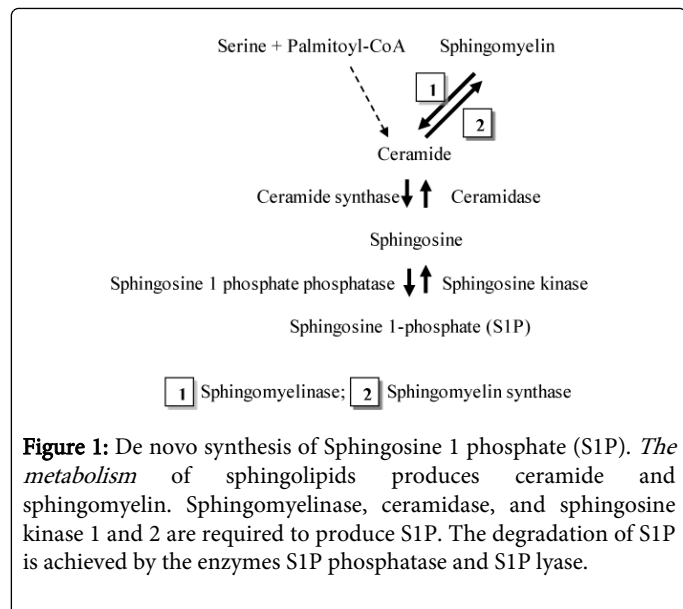 Serine + Palmitoyl-CoA Sphingomyelin
1
2
Ceramide
Ceramide synthase Ceramidase
Sphingosine
Sphingosine 1 phosphate phosphatase Sphingosine kinase
Sphingosine 1-phosphate (S1P)
1 Sphingomyelinase; 2 Sphingomyelin synthase
Figure 1: De novo synthesis of Sphingosine 1 phosphate (S1P). The
metabolism of sphingolipids produces ceramide and
sphingomyelin. Sphingomyelinase, ceramidase, and sphingosine
kinase 1 and 2 are required to produce S1P. The degradation of S1P
is achieved by the enzymes S1P phosphatase and S1P lyase.